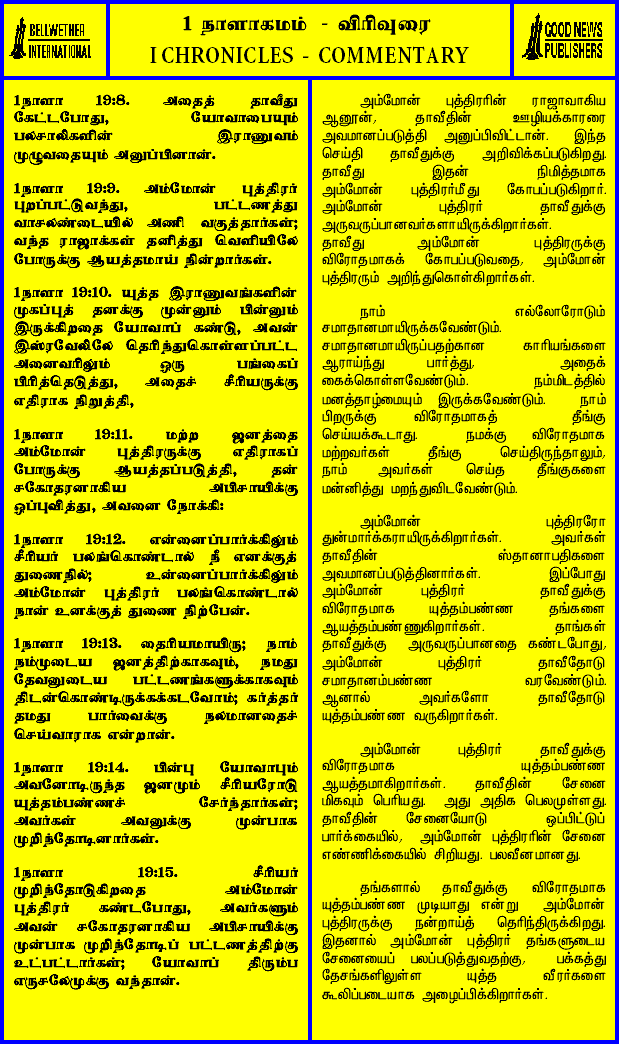 BELLWETHER
INTERNATIONAL
1 நாளாகமம் - விரிவுரை
I CHRONICLES - COMMENTARY
GOOD NEWS
PUBLISHERS
1நாளா 19:8. அதைத் தாவீது
கேட்டபோது, யோவாபையும்
பலசாலிகளின் இராணுவம்
முழுவதையும் அனுப்பினான்.
1நாளா 19:9. அம்மோன் புத்திரர்
புறப்பட்டுவந்து, பட்டணத்து
வாசலண்டையில் அணி வகுத்தார்கள்;
வந்த ராஜாக்கள் தனித்து வெளியிலே
போருக்கு ஆயத்தமாய் நின்றார்கள்.
1நாளா 19:10. யுத்த இராணுவங்களின்
முகப்புத் தனக்கு முன்னும் பின்னும்
இருக்கிறதை யோவாப் கண்டு, அவன்
இஸ்ரவேலிலே தெரிந்துகொள்ளப்பட்ட
அனைவரிலும் ஒரு பங்கைப்
பிரித்தெடுத்து, அதைச் சீரியருக்கு
எதிராக நிறுத்தி,
1நாளா 19:11. மற்ற ஜனத்தை
அம்மோன் புத்திரருக்கு எதிராகப்
போருக்கு ஆயத்தப்படுத்தி, தன்
சகோதரனாகிய அபிசாயிக்கு
ஒப்புவித்து, அவனை நோக்கி:
1நாளா 19:12. என்னைப்பார்க்கிலும்
சீரியர் பலங்கொண்டால் நீ எனக்குத்
துணைநில்; உன்னைப்பார்க்கிலும்
அம்மோன் புத்திரர் பலங்கொண்டால்
நான் உனக்குத் துணை நிற்பேன்.
1நாளா 19:13. தைரியமாயிரு; நாம்
நம்முடைய ஜனத்திற்காகவும், நமது
தேவனுடைய பட்டணங்களுக்காகவும்
திடன்கொண்டிருக்கக்கடவோம்; கர்த்தர்
தமது பார்வைக்கு நலமானதைச்
செய்வாராக என்றான்.
1நாளா 19:14. பின்பு யோவாபும்
அவனோடிருந்த ஜனமும் சீரியரோடு
யுத்தம்பண்ணச் சேர்ந்தார்கள்;
அவர்கள் அவனுக்கு முன்பாக
முறிந்தோடினார்கள்.
1நாளா 19:15. சீரியர்
முறிந்தோடுகிறதை அம்மோன்
புத்திரர் கண்டபோது, அவர்களும்
அவன் சகோதரனாகிய அபிசாயிக்கு
முன்பாக முறிந்தோடிப் பட்டணத்திற்கு
உட்பட்டார்கள்; யோவாப் திரும்ப
எருசலேமுக்கு வந்தான்.
அம்மோன் புத்திரரின் ராஜாவாகிய
ஆனூன், தாவீதின் ஊழியக்காரரை
அவமானப்படுத்தி அனுப்பிவிட்டான். இந்த
செய்தி தாவீதுக்கு அறிவிக்கப்படுகிறது.
தாவீது இதன் நிமித்தமாக
அம்மோன் புத்திரர்மீது கோபப்படுகிறார்.
அம்மோன் புத்திரர் தாவீதுக்கு
அருவருப்பானவர்களாயிருக்கிறார்கள்.
தாவீது அம்மோன் புத்திரருக்கு
விரோதமாகக் கோபப்படுவதை, அம்மோன்
புத்திரரும் அறிந்துகொள்கிறார்கள்.
நாம் எல்லோரோடும்
சமாதானமாயிருக்கவேண்டும்.
சமாதானமாயிருப்பதற்கான காரியங்களை
ஆராய்ந்து பார்த்து, அதைக்
கைக்கொள்ளவேண்டும். நம்மிடத்தில்
மனத்தாழ்மையும் இருக்கவேண்டும். நாம்
பிறருக்கு விரோதமாகத் தீங்கு
செய்யக்கூடாது. நமக்கு விரோதமாக
மற்றவர்கள் தீங்கு செய்திருந்தாலும்,
நாம் அவர்கள் செய்த தீங்குகளை
மன்னித்து மறந்துவிடவேண்டும்.
அம்மோன் புத்திரரோ
துன்மார்க்கராயிருக்கிறார்கள். அவர்கள்
தாவீதின் ஸ்தானாபதிகளை
அவமானப்படுத்தினார்கள். இப்போது
அம்மோன் புத்திரர் தாவீதுக்கு
விரோதமாக யுத்தம்பண்ண தங்களை
ஆயத்தம்பண்ணுகிறார்கள். தாங்கள்
தாவீதுக்கு அருவருப்பானதை கண்டபோது,
அம்மோன் புத்திரர் தாவீதோடு
சமாதானம்பண்ண வரவேண்டும்.
ஆனால் அவர்களோ தாவீதோடு
யுத்தம்பண்ண வருகிறார்கள்.
அம்மோன் புத்திரர் தாவீதுக்கு
விரோதமாக யுத்தம்பண்ண
ஆயத்தமாகிறார்கள். தாவீதின் சேனை
மிகவும் பெரியது. அது அதிக பெலமுள்ளது.
தாவீதின் சேனையோடு ஒப்பிட்டுப்
பார்க்கையில், அம்மோன் புத்திரரின் சேனை
எண்ணிக்கையில் சிறியது. பலவீனமானது.
தங்களால் தாவீதுக்கு விரோதமாக
யுத்தம்பண்ண முடியாது என்று அம்மோன்
புத்திரருக்கு நன்றாய்த் தெரிந்திருக்கிறது.
இதனால் அம்மோன் புத்திரர் தங்களுடைய
சேனையைப் பலப்படுத்துவதற்கு, பக்கத்து
தேசங்களிலுள்ள யுத்த வீரர்களை
கூலிப்படையாக அழைப்பிக்கிறார்கள்.